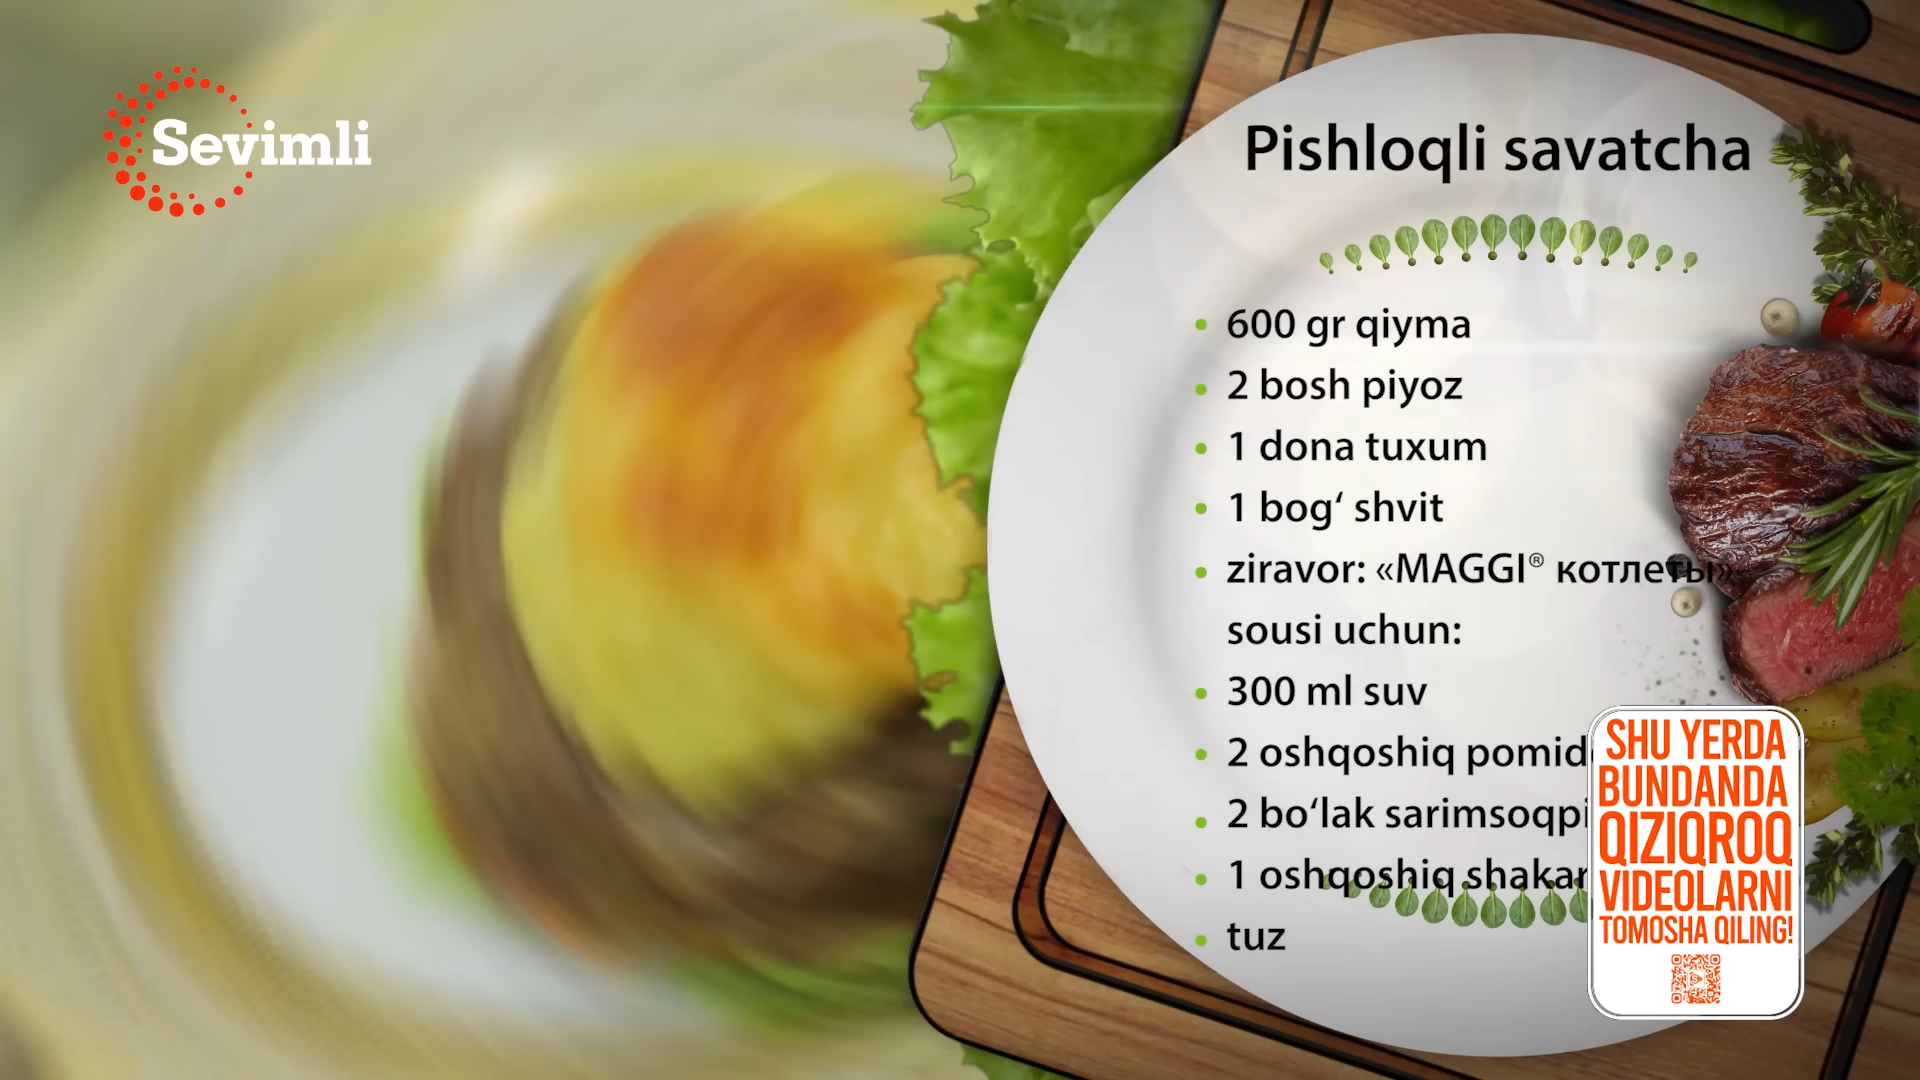 Sevimli
Pishloqli savatcha
600 gr qiyma
2 bosh piyoz
1 dona tuxum
1 bog‘ shvit
ziravor: «MAGGI® котлеты»
sousi uchun:
300 ml suv
2 oshqoshiq
2 bo‘lak
1 oshqoshiq shakar
tuz
SHU YERDA
BUNDANDA
QIZIQROQ
VIDEOLARNI
TOMOSHA QILING!